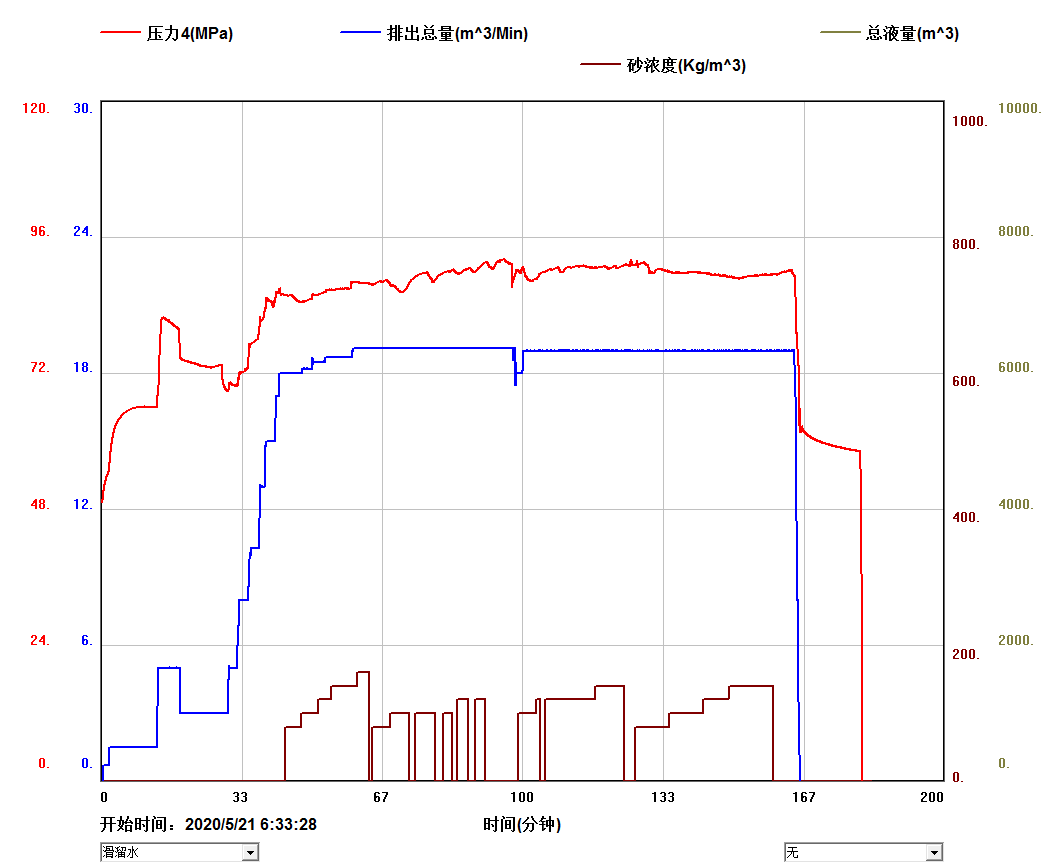 压力4(MPa) 排出总量(m^3/Min) 总液量(m^3)
砂浓度(Kg/m^3)
120. 30. 10000.
1000.
96. 24. 8000.
800.
72. 18. 6000.
600.
48. 12. 4000.
400.
24. 6. 2000.
200.
0. 0. 0.
0.
0 33 67 100 133 167 200
开始时间：2020/5/21 6:33:28 时间(分钟)
滑溜水 无